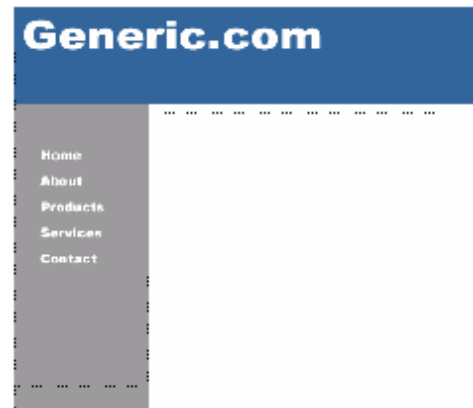 Generic.com
Home
About
Products
Services
Contact